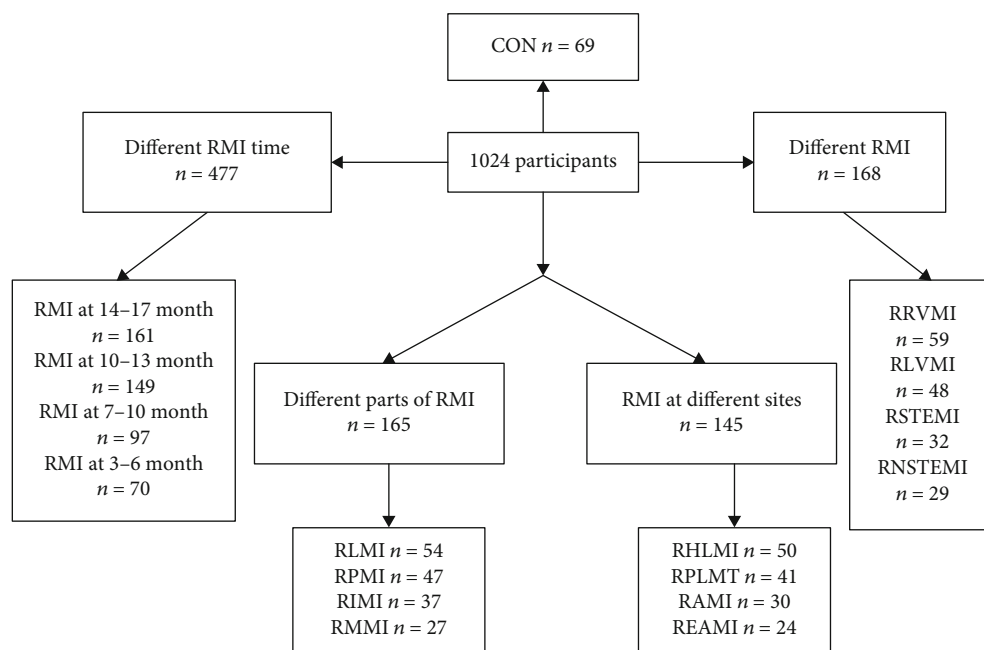 CON n = 69
Different RMI time
n = 477
1024 participants
Different RMI
n = 168
RMI at 14–17 month
n = 161
RMI at 10–13 month
n = 149
RMI at 7–10 month
n = 97
RMI at 3–6 month
n = 70
Different parts of RMI
n = 165
RMI at different sites
n = 145
RRVMI
n = 59
RLVMI
n = 48
RSTEMI
n = 32
RNSTEMI
n = 29
RLMI n = 54
RPMI n = 47
RIMI n = 37
RMMI n = 27
RHLMI n = 50
RPLMT n = 41
RAMI n = 30
REAMI n = 24